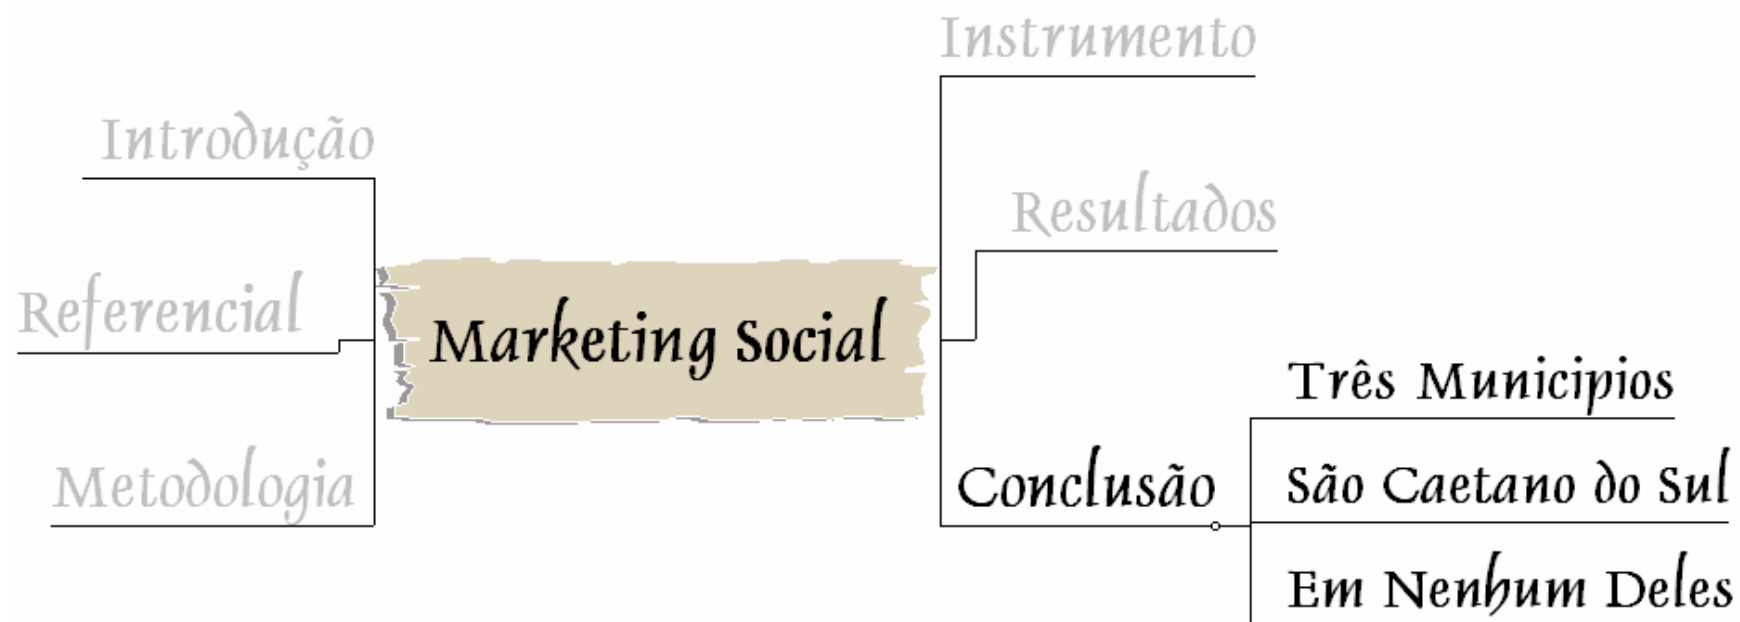 Introdução
Referencial
Metodologia
Marketing Social
Instrumento
Resultados
Conclusão
Três Municipios
São Caetano do Sul
Em Nenhum Deles